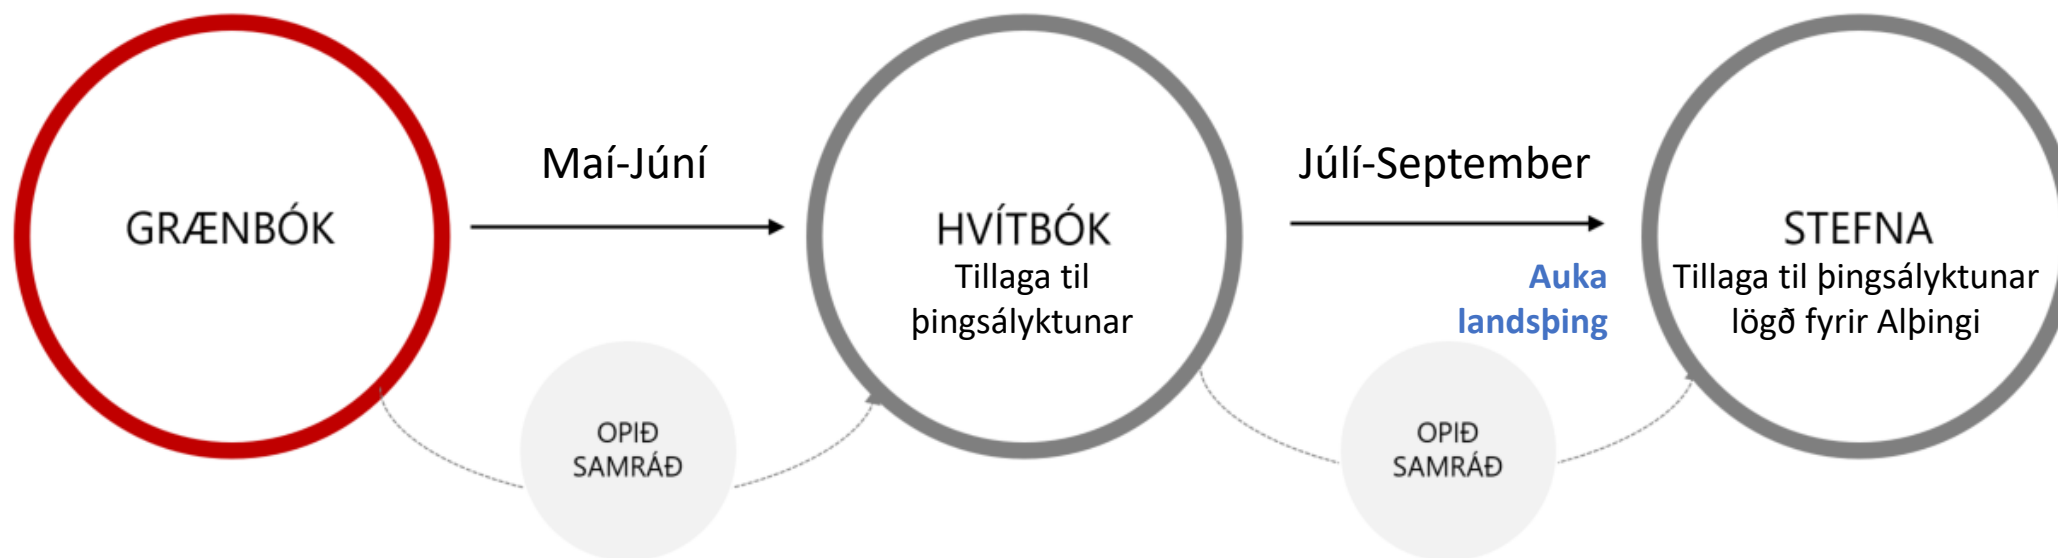 GRÆNBÓK
Maí-Júní
OPIÐ
SAMRÁÐ
HVÍTBÓK
Tillaga til
þingsályktunar
Júlí-September
Auka
landsþing
OPIÐ
SAMRÁÐ
STEFNA
Tillaga til þingsályktunar
lögð fyrir Alþingi